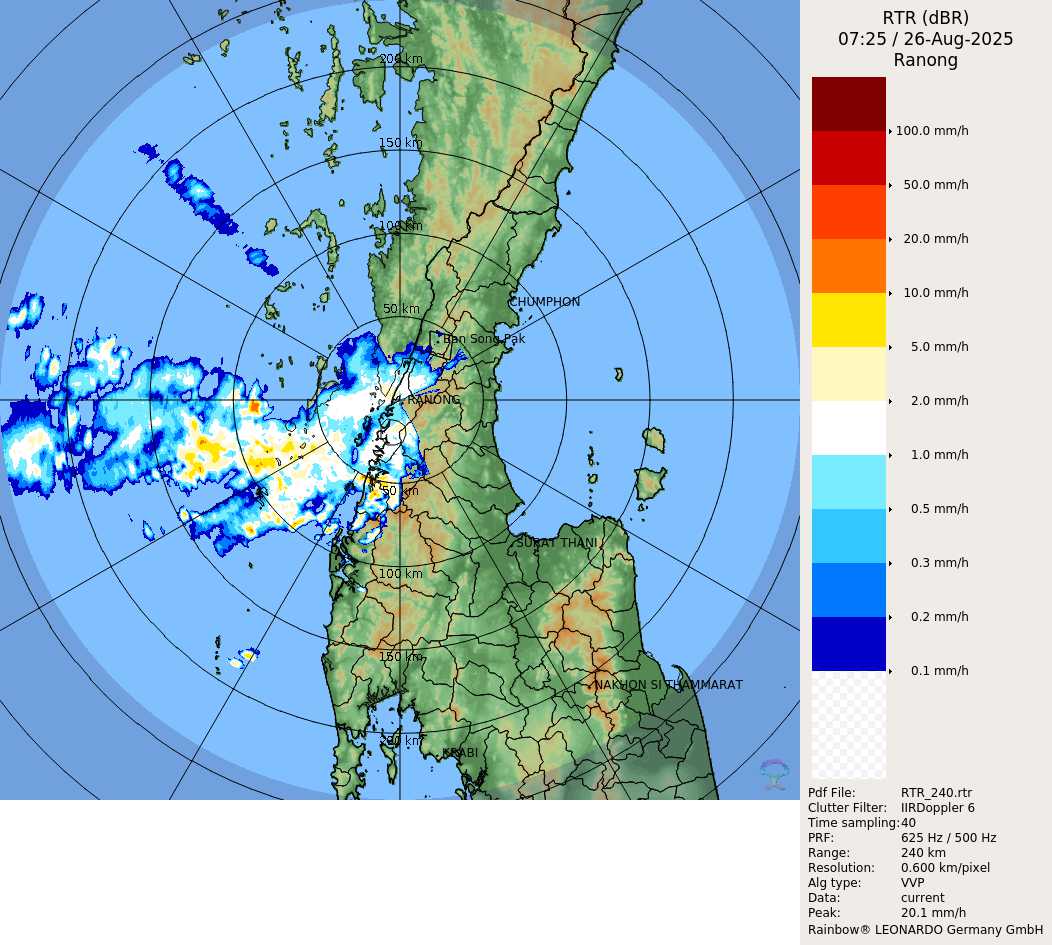 RTR (dBR)
07:25 / 26-Aug-2025
Ranong
200 km
150 km
100 km
50 km
CHUMPHON
Ban Song Pak
RANONG
50 km
SURAT THANI
100 km
150 km
NAKHON SI THAMMARAT
200 km
KRABI
100.0 mm/h
50.0 mm/h
20.0 mm/h
10.0 mm/h
5.0 mm/h
2.0 mm/h
1.0 mm/h
0.5 mm/h
0.3 mm/h
0.2 mm/h
0.1 mm/h
Pdf File: RTR_240.rtr
Clutter Filter: IIRDoppler 6
Time sampling:40
PRF: 625 Hz / 500 Hz
Range: 240 km
Resolution: 0.600 km/pixel
Alg type: VVP
Data: current
Peak: 20.1 mm/h
Rainbow® LEONARDO Germany GmbH